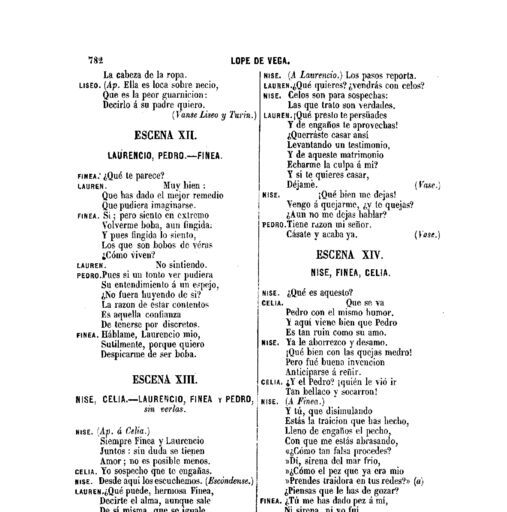 782
LOPE DE VEGA.
La cabeza de la ropa.
LISEO. (Ap. Ella es loca sobre necio,
Que es la peor guarnicion:
Decirlo á su padre quiero.
(Vanse Liseo y Turin.)
ESCENA XII.
LAURENCIO, PEDRO.—FINEA.
FINEA. ¿Qué te parece?
LAUREN. Muy bien:
Que has dado el mejor remedio
Que pudiera imaginarse.
FINEA. Si; pero siento en extremo
Volverme boba, aun fingida:
Y pues fingida lo siento,
Los que son bobos de véras
¿Cómo viven?
LAUREN. No sintiendo.
PEDRO. Pues si un tonto ver pudiera
Su entendimiento á un espejo,
¿No fuera huyendo de si?
La razon de estar contentos
Es aquella confianza
De tenerse por discretos.
FINEA. Háblame, Laurencio mio,
Sutilmente, porque quiero
Despicarme de ser boba.
ESCENA XIII.
NISE, CELIA.—LAURENCIO, FINEA Y PEDRO,
sin verlas.
NISE. (Ap. á Celia.)
Siempre Finea y Laurencio
Juntos: sin duda se tienen
Amor; no es posible menos.
CELIA. Yo sospecho que te engañas.
NISE. Desde aqui los escuchemos. (Escóndense.)
LAUREN. ¿Qué puede, hermosa Finea,
Decirte el alma, aunque sale
De si misma, que se iguale
NISE. (A Laurencio.) Los pasos reporta.
LAUREN. ¿Qué quieres? ¿vendrás con celos?
NISE. Celos son para sospechas:
Las que trato son verdades.
LAUREN. ¡Qué presto te persüades
Y de engaños te aprovechas!
¿Querráste casar ansí
Levantando un testimonio,
Y de aqueste matrimonio
Echarme la culpa á mi?
Y si te quieres casar,
Déjame. (Vase.)
NISE. ¡Qué bien me dejas!
Vengo á quejarme, ¿y te quejas?
¿Aun no me dejas hablar?
PEDRO. Tiene razon mi señor.
Cásate y acaba ya. (Vase.)
ESCENA XIV.
NISE, FINEA, CELIA.
NISE. ¿Qué es aquesto?
CELIA. Que se va
Pedro con el mismo humor.
Y aquí viene bien que Pedro
Es tan ruin como su amo.
NISE. Ya le aborrezco y desamo.
¡Qué bien con las quejas medro!
Pero fué bueno invencion
Anticiparse á reñir.
CELIA. ¿Y el Pedro? ¡quién le vió ir
Tan bellaco y socarron!
NISE. (A Finea.)
Y tú, que disimulando
Estás la traicion que has hecho,
Lleno de engaños el pecho,
Con que me estás abrasando,
»¿Cómo tan falsa procedes?
»Di, sirena del mar frio,
»¿Cómo el pez que ya era mio
»Prendes traidora en tus redes?» (a)
¿Piensas que le has de gozar?
FINEA. ¿Tú me has dado pez á mí,
Ni sirena, ni yo fui